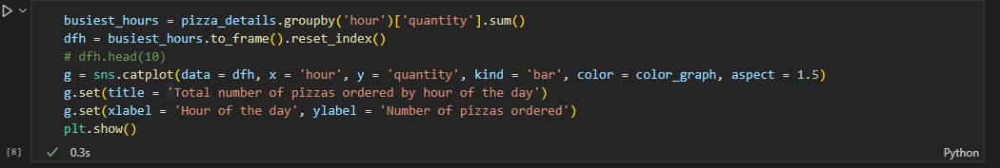 busiest_hours = pizza_details.groupby('hour')['quantity'].sum()
dfh = busiest_hours.to_frame().reset_index()
# dfh.head(10)
g = sns.catplot(data = dfh, x = 'hour', y = 'quantity', kind = 'bar', color = color_graph, aspect = 1.5)
g.set(title = 'Total number of pizzas ordered by hour of the day')
g.set(xlabel = 'Hour of the day', ylabel = 'Number of pizzas ordered')
plt.show()
[8] 0.3s Python